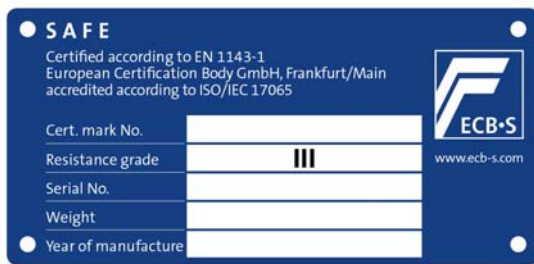 SAFE
Certified according to EN 1143-1
European Certification Body GmbH, Frankfurt/Main
accredited according to ISO/IEC 17065
ECB•S
www.ecb-s.com
Cert. mark No.
Resistance grade III
Serial No.
Weight
Year of manufacture